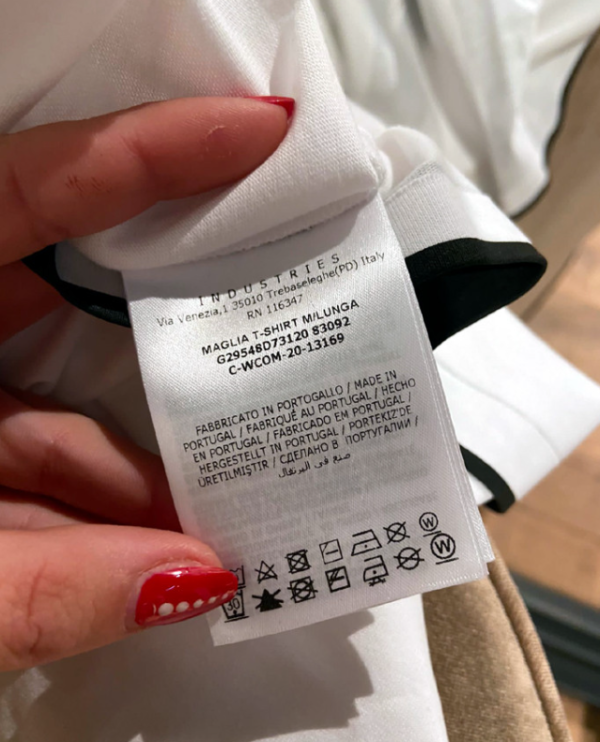 INDUSTRIES
Via Venezia,1 35010 Trebaseleghe(PD) Italy
RN 116347
MAGLIA T-SHIRT M/LUNGA
G29548D73120 83092
C-WCOM-20-13169
FABBRICATO IN PORTOGALLO / MADE IN
PORTUGAL / FABRIQUÉ AU PORTUGAL / HECHO
EN PORTUGAL / FABRICADO EM PORTUGAL /
HERGESTELLT IN PORTUGAL / PORTEKIZ'DE
ÜRETILMIŞTIR / СДЕЛАНО В ПОРТУГАЛИИ /
صنع في البرتغال
W
30 W